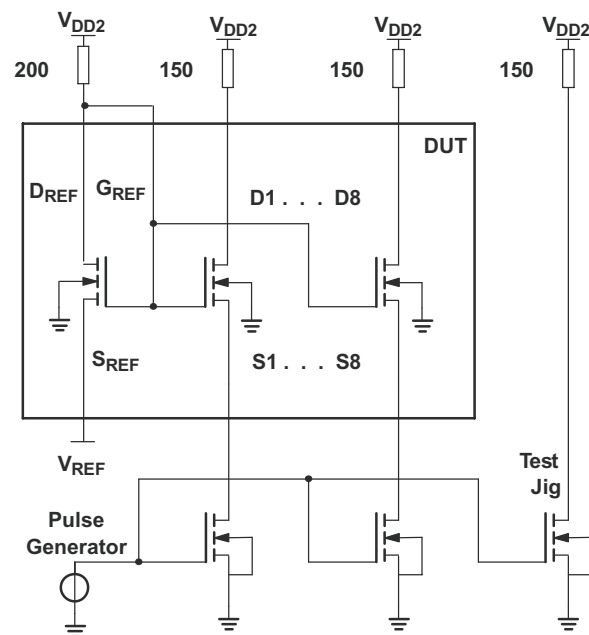 VDD2 VDD2 VDD2 VDD2
200 150 150 150
DUT
DREF GREF D1 . . . D8
SREF S1 . . . S8
VREF
Test
Jig
Pulse
Generator